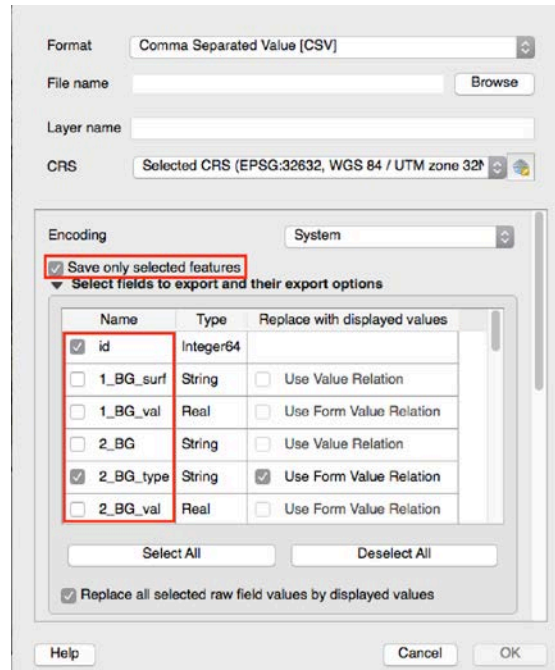 Format Comma Separated Value [CSV]
File name Browse
Layer name
CRS Selected CRS (EPSG:32632, WGS 84 / UTM zone 32N
Encoding System
Save only selected features
Select fields to export and their export options
Name Type Replace with displayed values
id Integer64
1_BG_surf String Use Value Relation
1_BG_val Real Use Form Value Relation
2_BG String Use Value Relation
2_BG_type String Use Form Value Relation
2_BG_val Real Use Form Value Relation
Select All Deselect All
Replace all selected raw field values by displayed values
Help Cancel OK